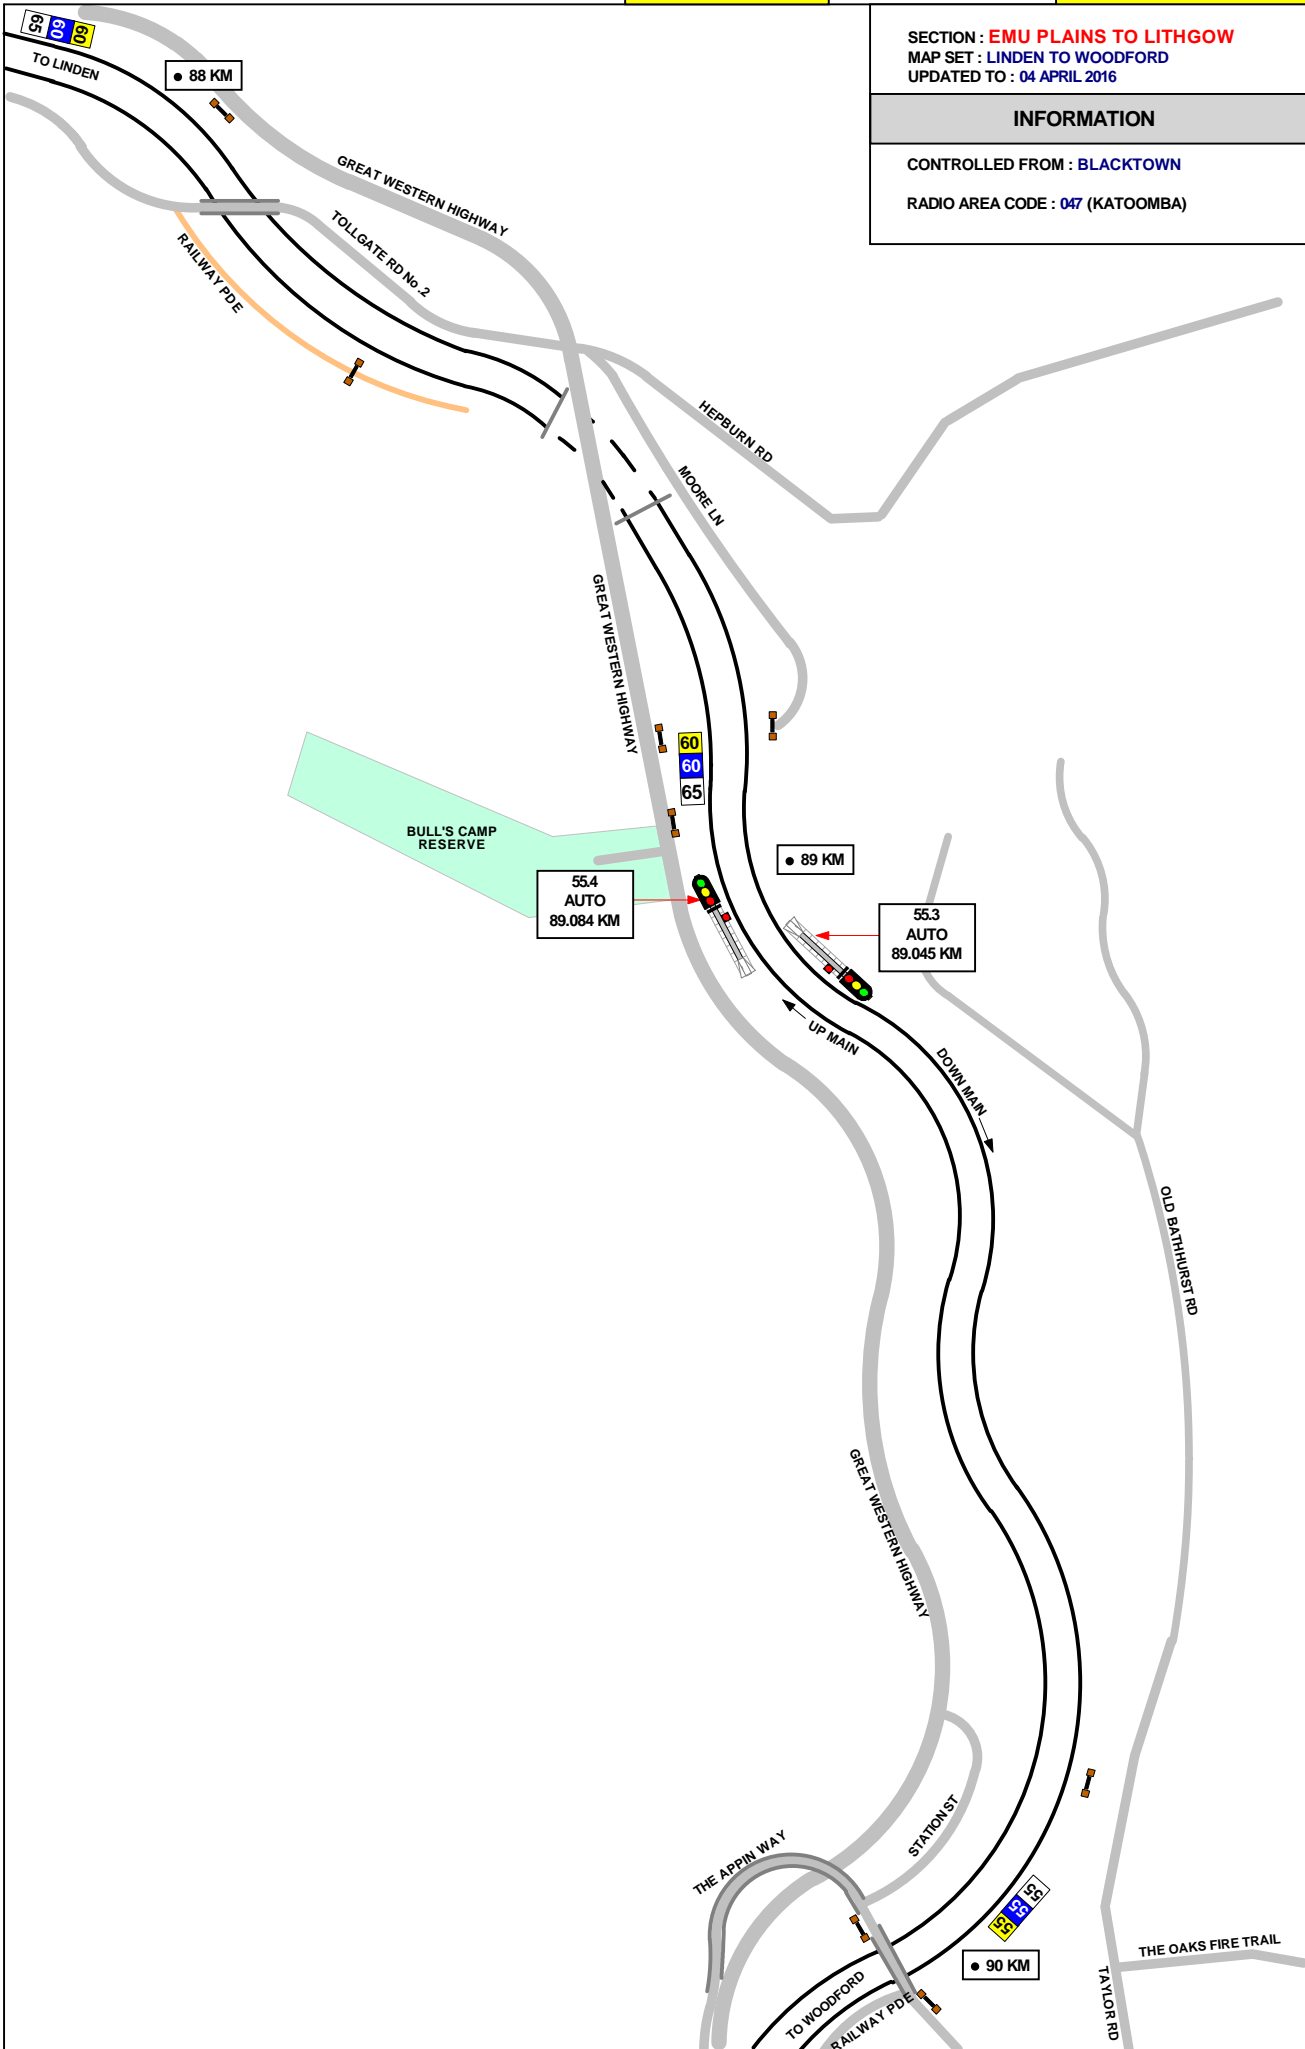 SECTION : EMU PLAINS TO LITHGOW
MAP SET : LINDEN TO WOODFORD
UPDATED TO : 04 APRIL 2016
INFORMATION
CONTROLLED FROM : BLACKTOWN
RADIO AREA CODE : 047 (KATOOMBA)
65
60
60
TO LINDEN
88 KM
GREAT WESTERN HIGHWAY
TOLLGATE RD No.2
RAILWAY PDE
HEPBURN RD
MOORE LN
GREAT WESTERN HIGHWAY
60
60
65
BULL'S CAMP
RESERVE
89 KM
55.4
AUTO
89.084 KM
55.3
AUTO
89.045 KM
UP MAIN
DOWN MAIN
OLD BATHHURST RD
GREAT WESTERN HIGHWAY
STATION ST
THE APPIN WAY
55
55
55
90 KM
THE OAKS FIRE TRAIL
TAYLOR RD
TO WOODFORD
RAILWAY PDE